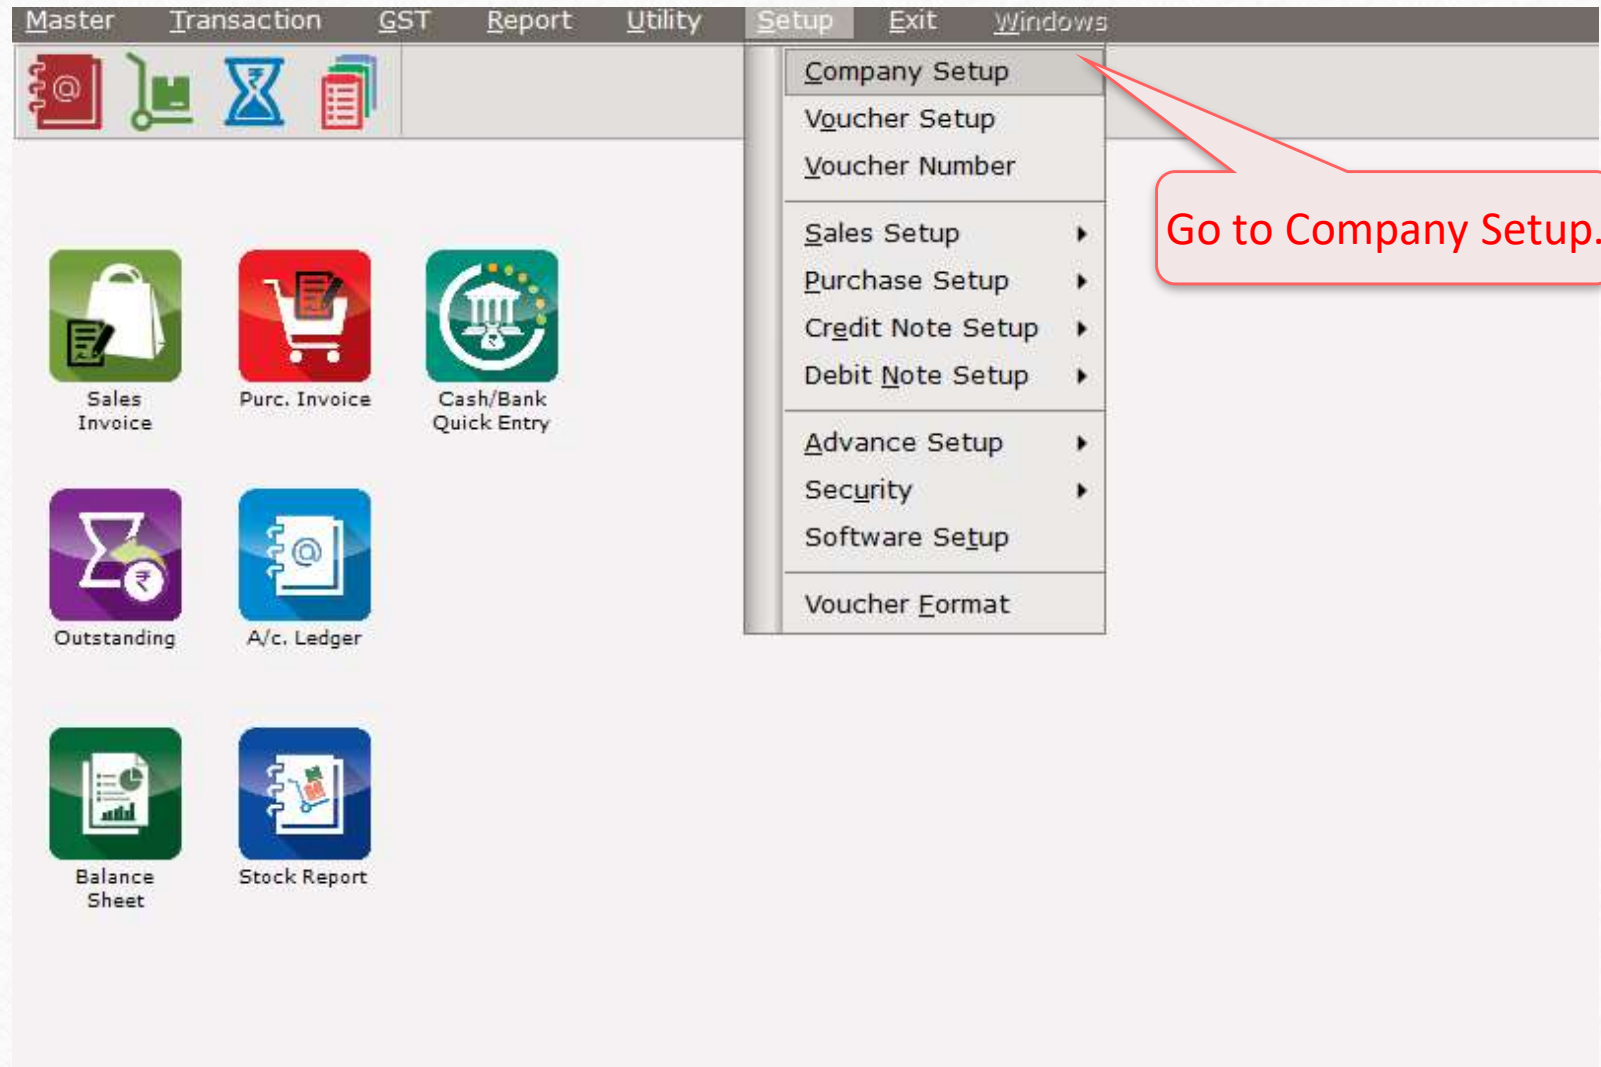 Master Transaction GST Report Utility Setup Exit Windows
Company Setup
Voucher Setup
Voucher Number
Sales Setup
Purchase Setup
Credit Note Setup
Debit Note Setup
Advance Setup
Security
Software Setup
Voucher Format
Go to Company Setup.
Sales
Invoice
Purc. Invoice
Cash/Bank
Quick Entry
Outstanding
A/c. Ledger
Balance
Sheet
Stock Report